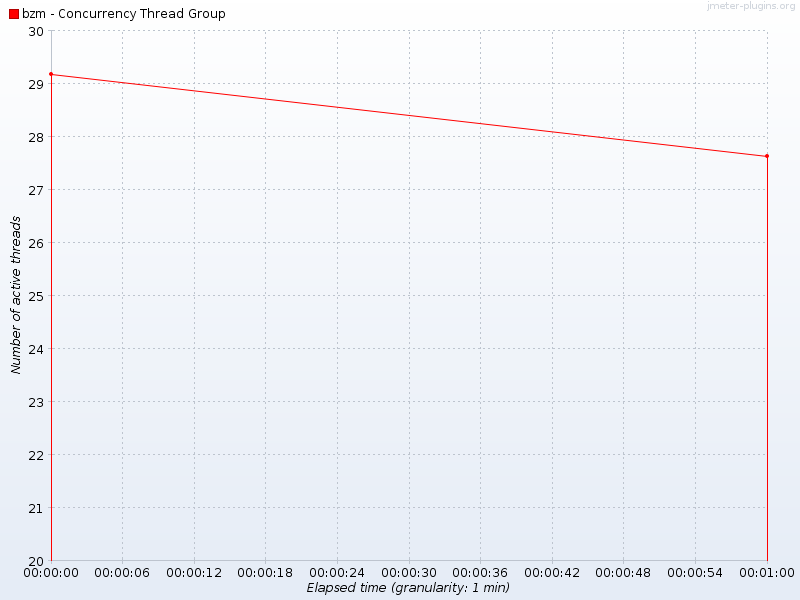 jmeter-plugins.org
bzm - Concurrency Thread Group
30
29
28
27
26
25
24
23
22
21
20
Number of active threads
00:00:00 00:00:06 00:00:12 00:00:18 00:00:24 00:00:30 00:00:36 00:00:42 00:00:48 00:00:54 00:01:00
Elapsed time (granularity: 1 min)